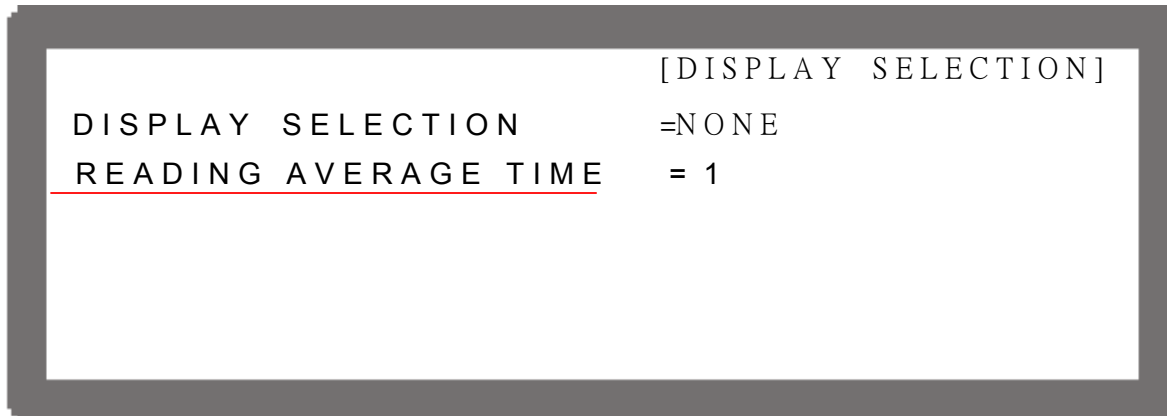 [DISPLAY SELECTION]
DISPLAY SELECTION =NONE
READING AVERAGE TIME = 1